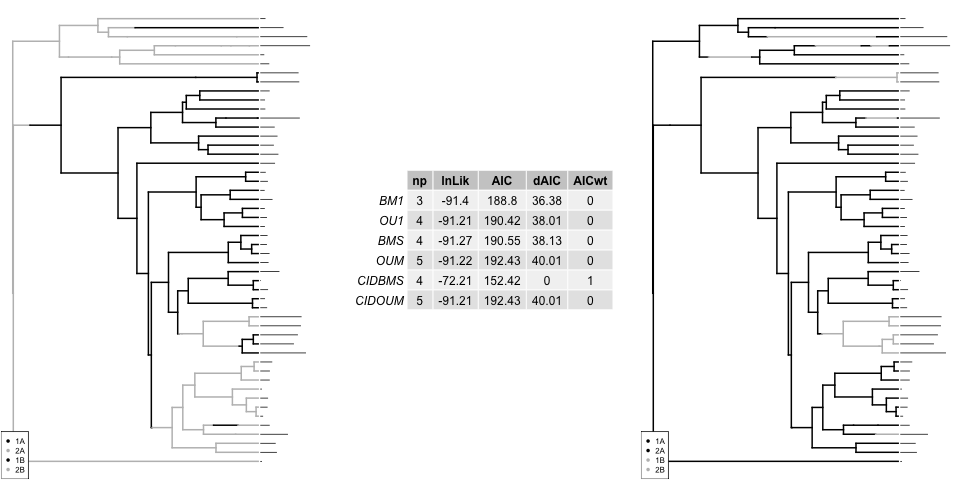 np lnLik AIC dAIC AICwt
BM1 3 -91.4 188.8 36.38 0
OU1 4 -91.21 190.42 38.01 0
BMS 4 -91.27 190.55 38.13 0
OUM 5 -91.22 192.43 40.01 0
CIDBMS 4 -72.21 152.42 0 1
CIDOUM 5 -91.21 192.43 40.01 0
1A
2A
1B
2B
1A
2A
1B
2B